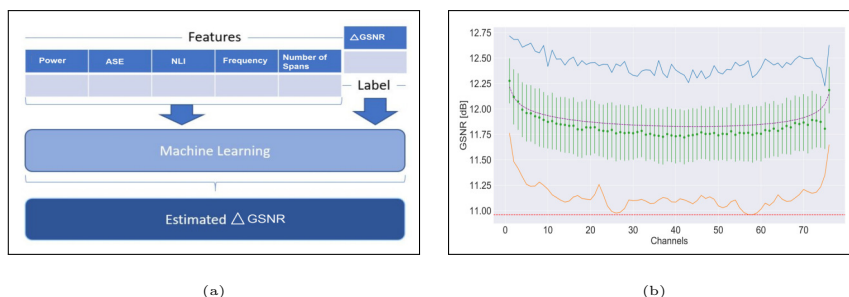 Features
△GSNR
Power
ASE
NLI
Frequency
Number of
Spans
Label
Machine Learning
Estimated △ GSNR
(a)
12.75
12.50
12.25
12.00
11.75
11.50
11.25
11.00
GSNR [dB]
0
10
20
30
40
50
60
70
Channels
(b)